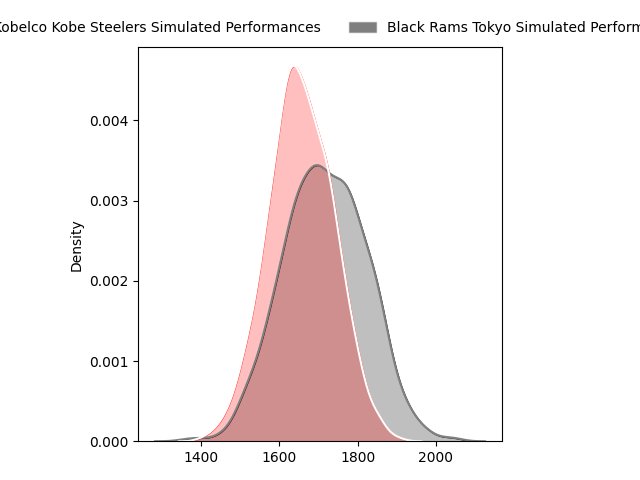 Kobelco Kobe Steelers Simulated Performances Black Rams Tokyo Simulated Perform
Density
0.004
0.003
0.002
0.001
0.000
1400 1600 1800 2000